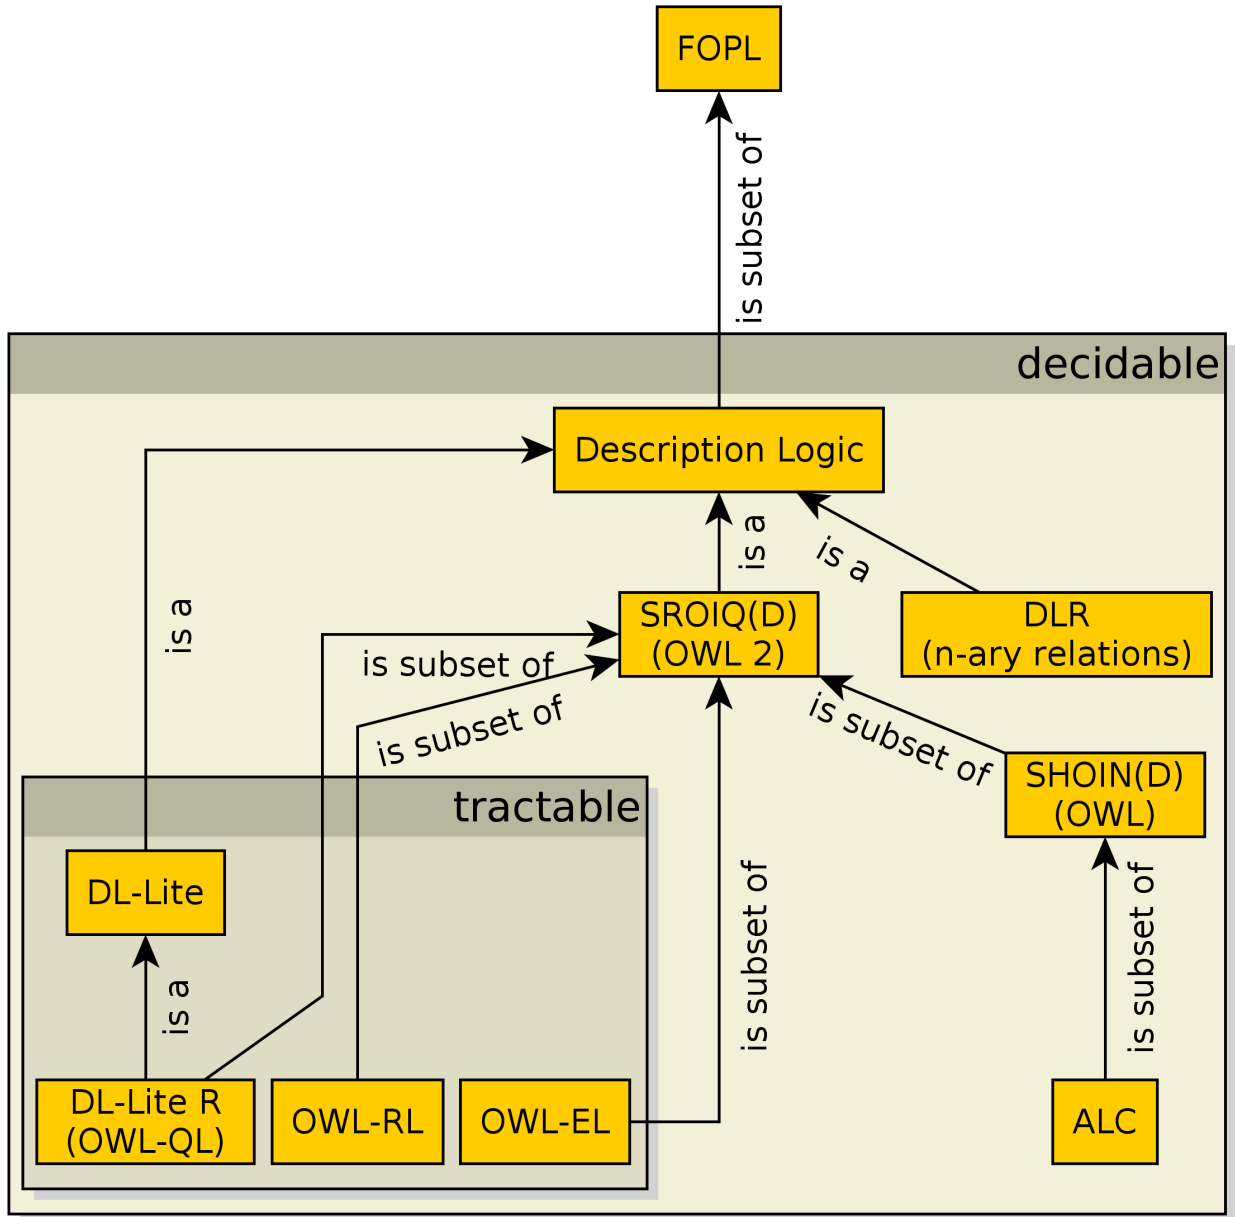 FOPL
is subset of
decidable
Description Logic
is a
is a
is a
SROIQ(D)
(OWL 2)
DLR
(n-ary relations)
is subset of
is subset of
is subset of
SHOIN(D)
(OWL)
tractable
DL-Lite
is subset of
is subset of
is a
DL-Lite R
(OWL-QL)
OWL-RL
OWL-EL
ALC